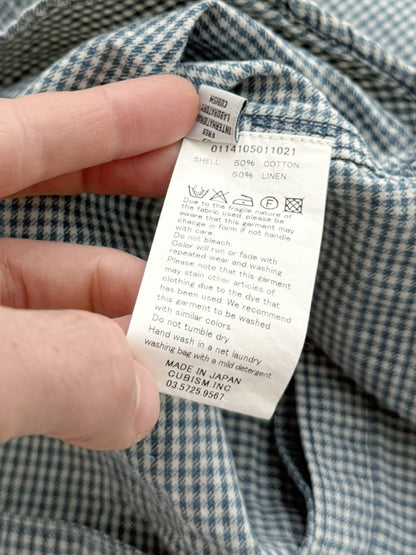 CUBISM
LABORATORY
INTERNATIONAL
FREE
0114105011021
SHELL 50% COTTON
50% LINEN
Due to the fragile nature of
the fabric used, please be
aware that this garment may
change in form if not handle
with care.
Do not bleach.
Color will run or fade with
repeated wear and washing.
Please note that this garment
may stain other articles of
clothing due to the dye that
has been used. We recommend
this garment to be washed
with similar colors.
Do not tumble dry.
Hand wash in a net laundry
washing bag with a mild detergent
MADE IN JAPAN
CUBISM.INC
03.5725.9567